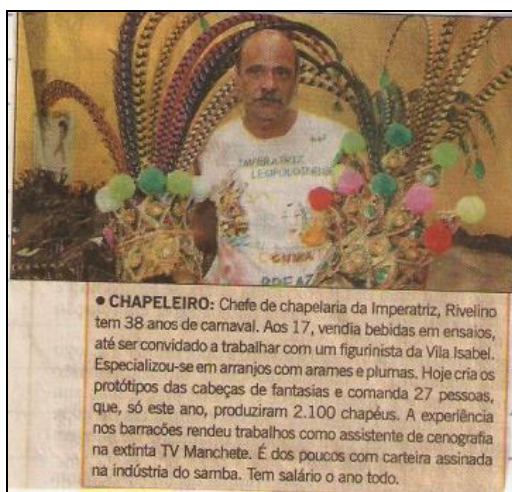 IMPERATRIZ
LEOPOLDINENSE
● CHAPELEIRO: Chefe de chapelaria da Imperatriz, Rivelino
tem 38 anos de carnaval. Aos 17, vendia bebidas em ensaios,
até ser convidado a trabalhar com um figurinista da Vila Isabel.
Especializou-se em arranjos com arames e plumas. Hoje cria os
protótipos das cabeças de fantasias e comanda 27 pessoas,
que, só este ano, produziram 2.100 chapéus. A experiência
nos barracões rendeu trabalhos como assistente de cenografia
na extinta TV Manchete. É dos poucos com carteira assinada
na indústria do samba. Tem salário o ano todo.